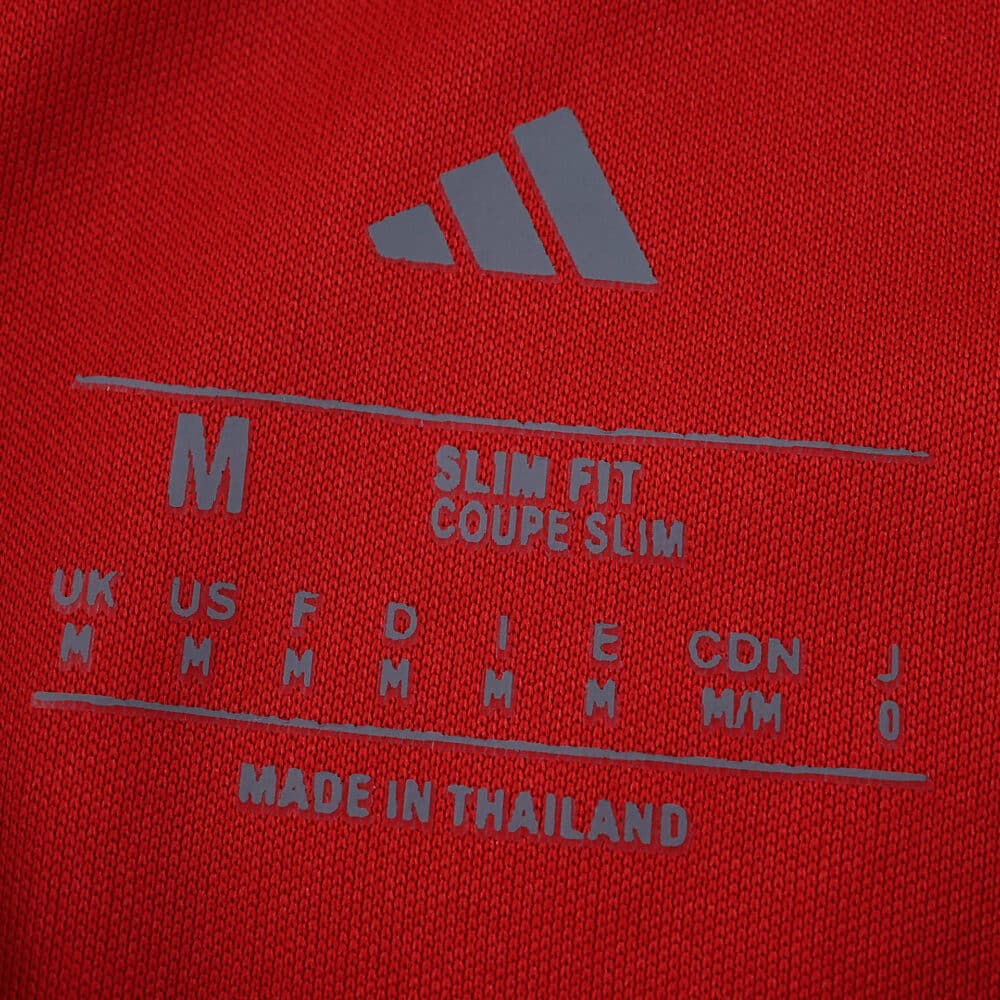 M
SLIM FIT
COUPE SLIM
UK US F D I E CDN J
M M M M M M M/M O
MADE IN THAILAND